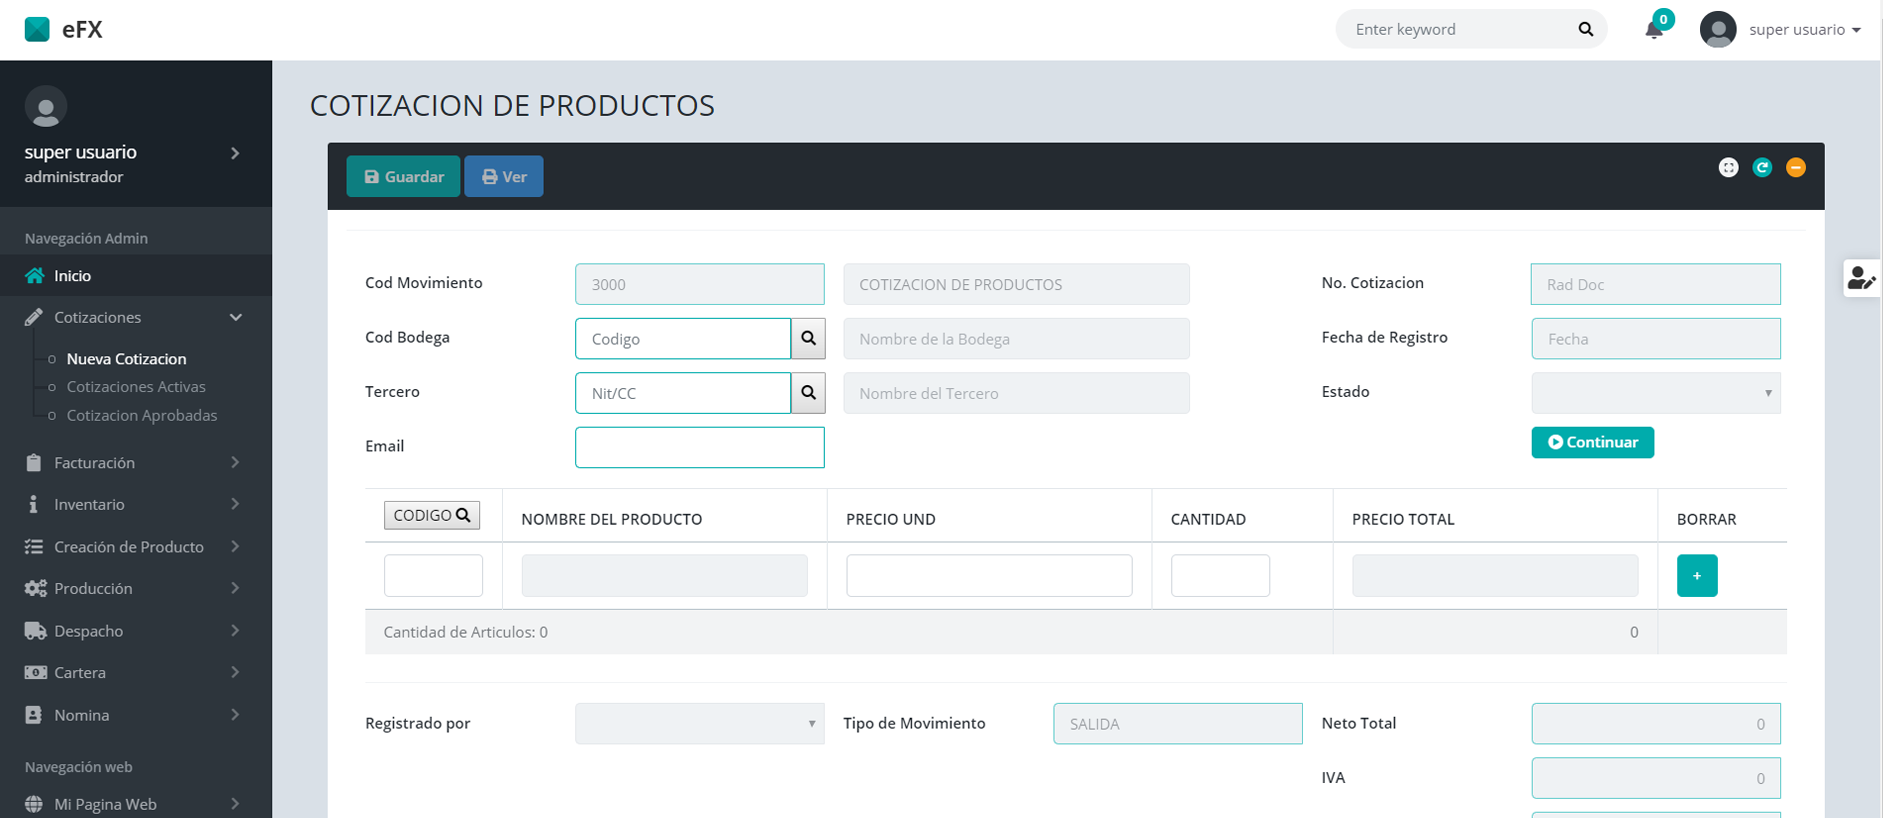 eFX
Enter keyword
0
super usuario
super usuario
administrador
Navegación Admin
Inicio
Cotizaciones
Nueva Cotizacion
Cotizaciones Activas
Cotizacion Aprobadas
Facturación
Inventario
Creación de Producto
Producción
Despacho
Cartera
Nomina
Navegación web
Mi Pagina Web
COTIZACION DE PRODUCTOS
Guardar
Ver
Cod Movimiento
3000
COTIZACION DE PRODUCTOS
No. Cotizacion
Rad Doc
Cod Bodega
Codigo
Nombre de la Bodega
Fecha de Registro
Fecha
Tercero
Nit/CC
Nombre del Tercero
Estado
Email
Continuar
CODIGO
NOMBRE DEL PRODUCTO
PRECIO UND
CANTIDAD
PRECIO TOTAL
BORRAR
+
Cantidad de Articulos: 0
0
Registrado por
Tipo de Movimiento
SALIDA
Neto Total
0
IVA
0